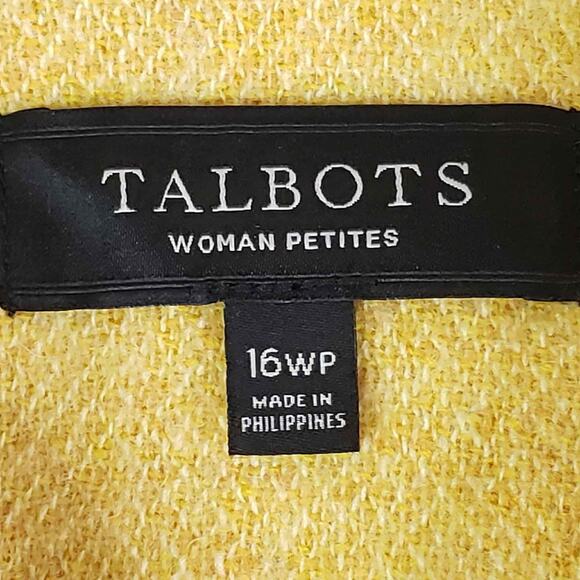 TALBOTS
WOMAN PETITES
16WP
MADE IN
PHILIPPINES